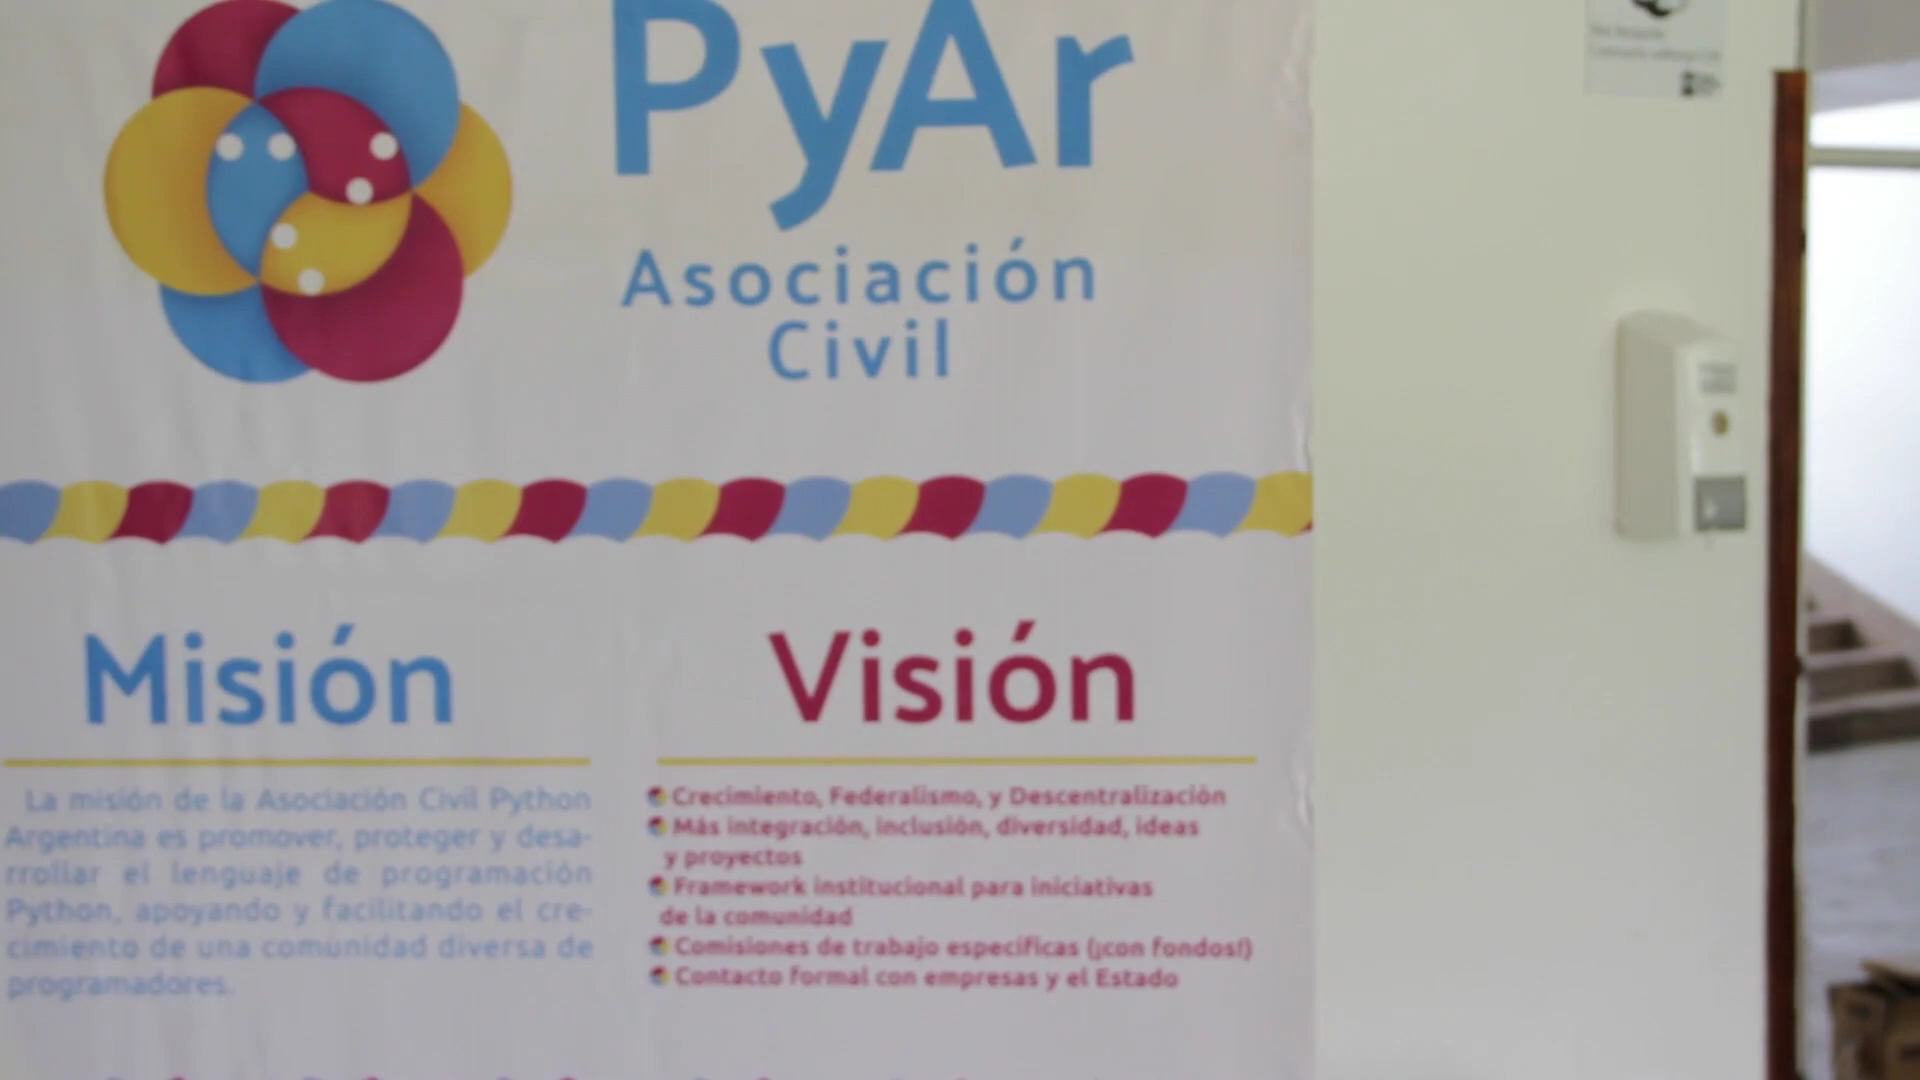 PyAr
Asociación
Civil
Misión
La misión de la Asociación Civil Python
Argentina es promover, proteger y desa-
rrollar el lenguaje de programación
Python, apoyando y facilitando el cre-
cimiento de una comunidad diversa de
programadores.
Visión
Crecimiento, Federalismo, y Descentralización
Más integración, inclusión, diversidad, ideas
y proyectos
Framework institucional para iniciativas
de la comunidad
Comisiones de trabajo específicas (¡con fondos!)
Contacto formal con empresas y el Estado